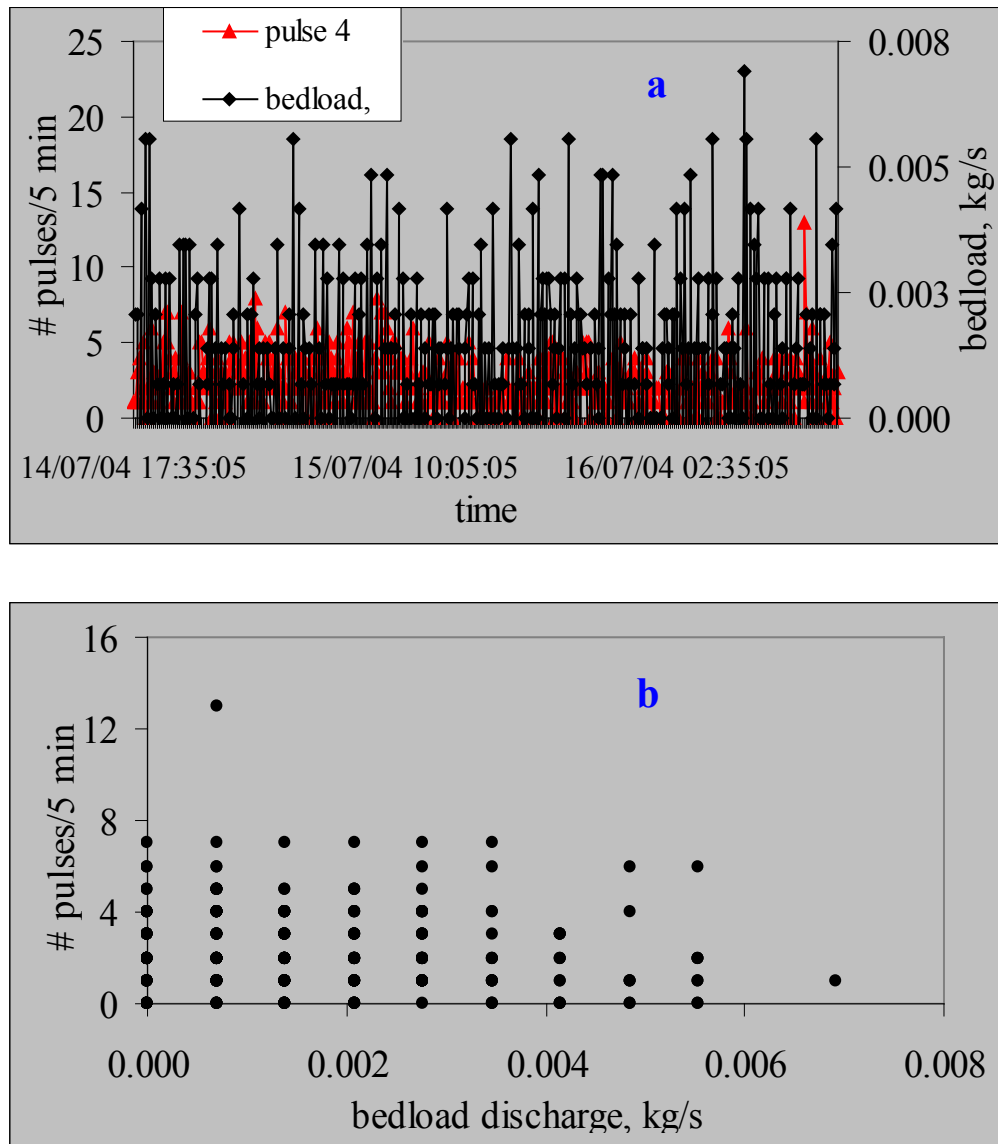 pulse 4
bedload,
a
25
20
15
10
5
0
# pulses/5 min
0.008
0.005
0.003
0.000
bedload, kg/s
14/07/04 17:35:05 15/07/04 10:05:05 16/07/04 02:35:05
time
b
16
12
8
4
0
# pulses/5 min
0.000 0.002 0.004 0.006 0.008
bedload discharge, kg/s